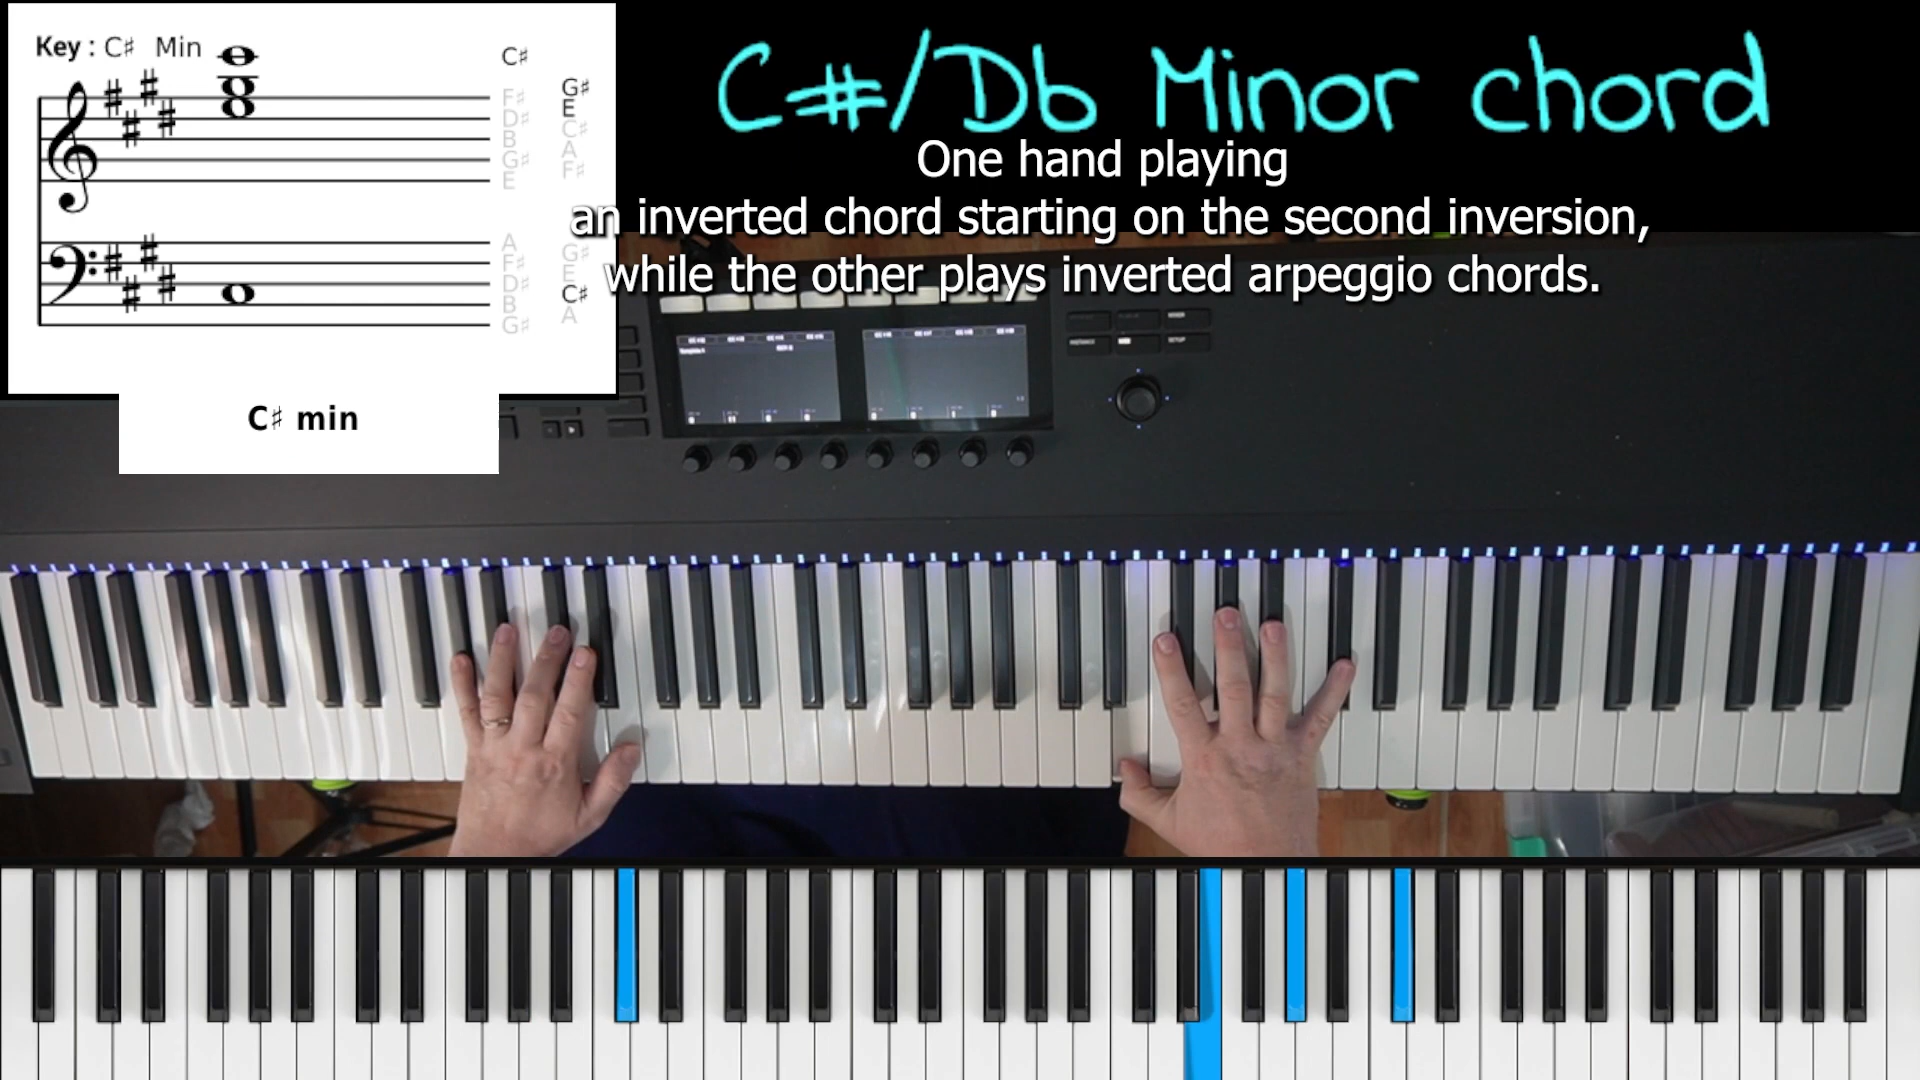 Key : C♯ Min
C♯
G♯
F♯
E
D♯
C♯
B
A
G♯
F♯
E
A
G♯
F♯
E
D♯
C♯
B
A
G♯
C♯ min
C#/Db Minor chord
One hand playing
an inverted chord starting on the second inversion,
while the other plays inverted arpeggio chords.